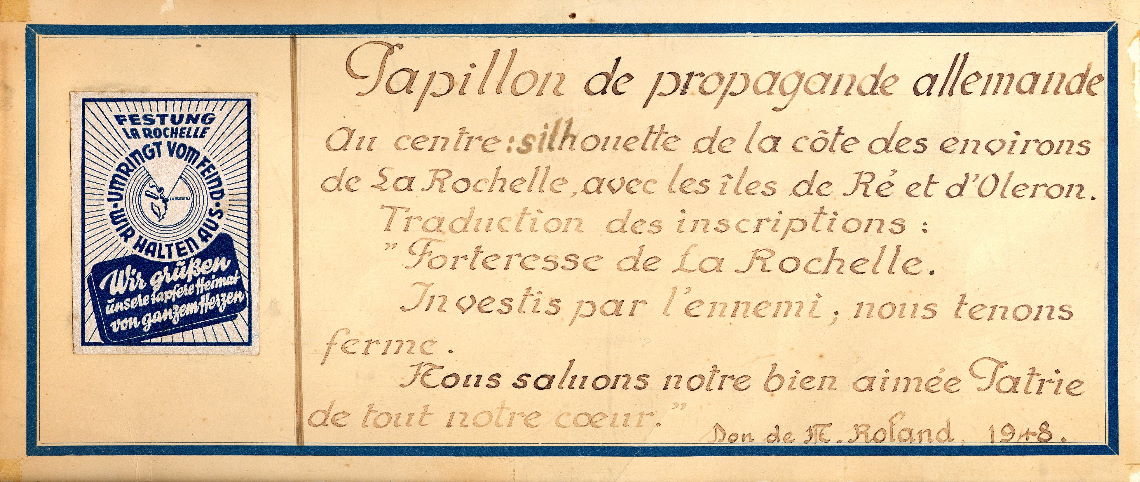 FESTUNG
LA ROCHELLE
UMRINGT VOM FEIND
WIR HALTEN AUS
Wir grüßen
unsere tapfere Heimat
von ganzem Herzen
Papillon de propagande allemande
Au centre : silhouette de la côte des environs
de La Rochelle, avec les îles de Ré et d'Oleron.
Traduction des inscriptions :
"Forteresse de La Rochelle.
Investis par l'ennemi, nous tenons
ferme.
Nous saluons notre bien aimée Patrie
de tout notre coeur."
Don de M. Roland. 1948.